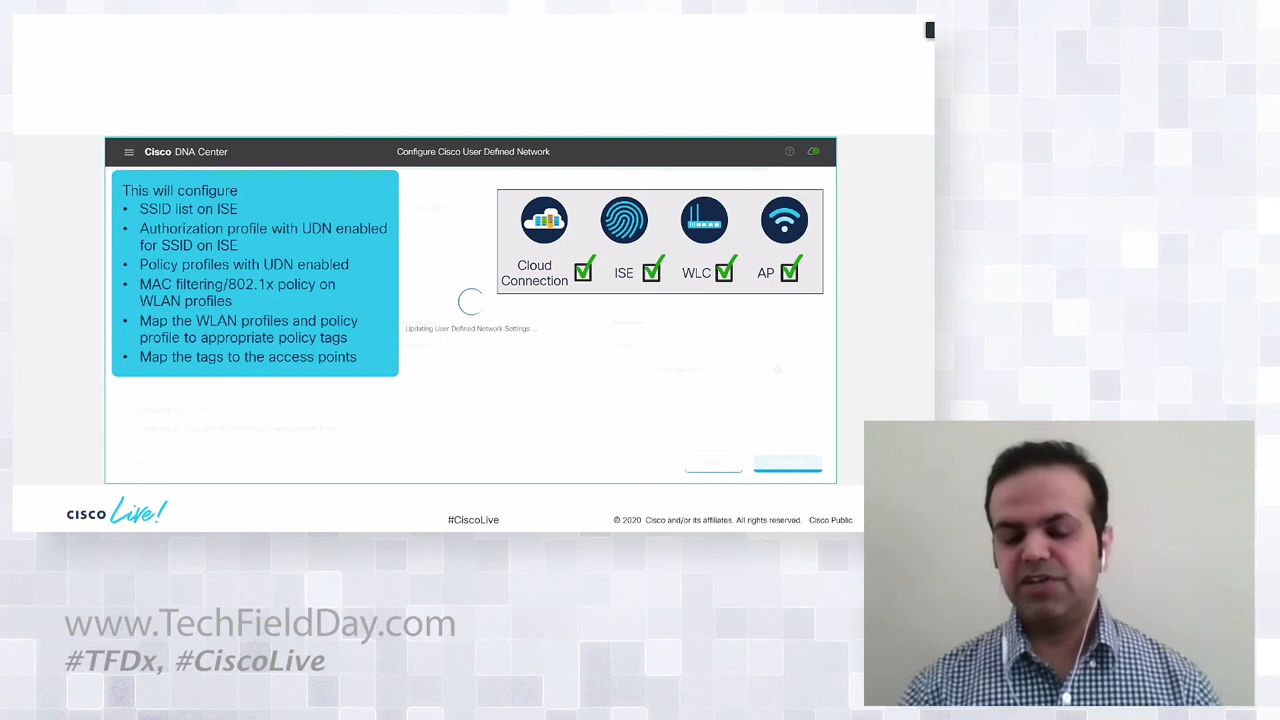 Cisco DNA Center
Configure Cisco User Defined Network
This will configure
• SSID list on ISE
• Authorization profile with UDN enabled
for SSID on ISE
• Policy profiles with UDN enabled
• MAC filtering/802.1x policy on
WLAN profiles
• Map the WLAN profiles and policy
profile to appropriate policy tags
• Map the tags to the access points
Cloud
Connection
ISE
WLC
AP
Updating User Defined Network Settings ...
CISCO Live!
#CiscoLive
© 2020 Cisco and/or its affiliates. All rights reserved. Cisco Public
www.TechFieldDay.com
#TFDx, #CiscoLive